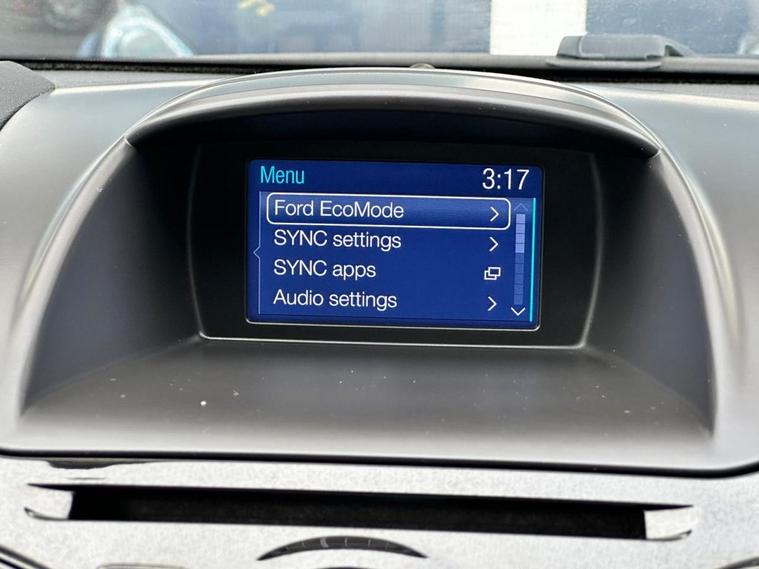 Menu 3:17
Ford EcoMode
SYNC settings
SYNC apps
Audio settings